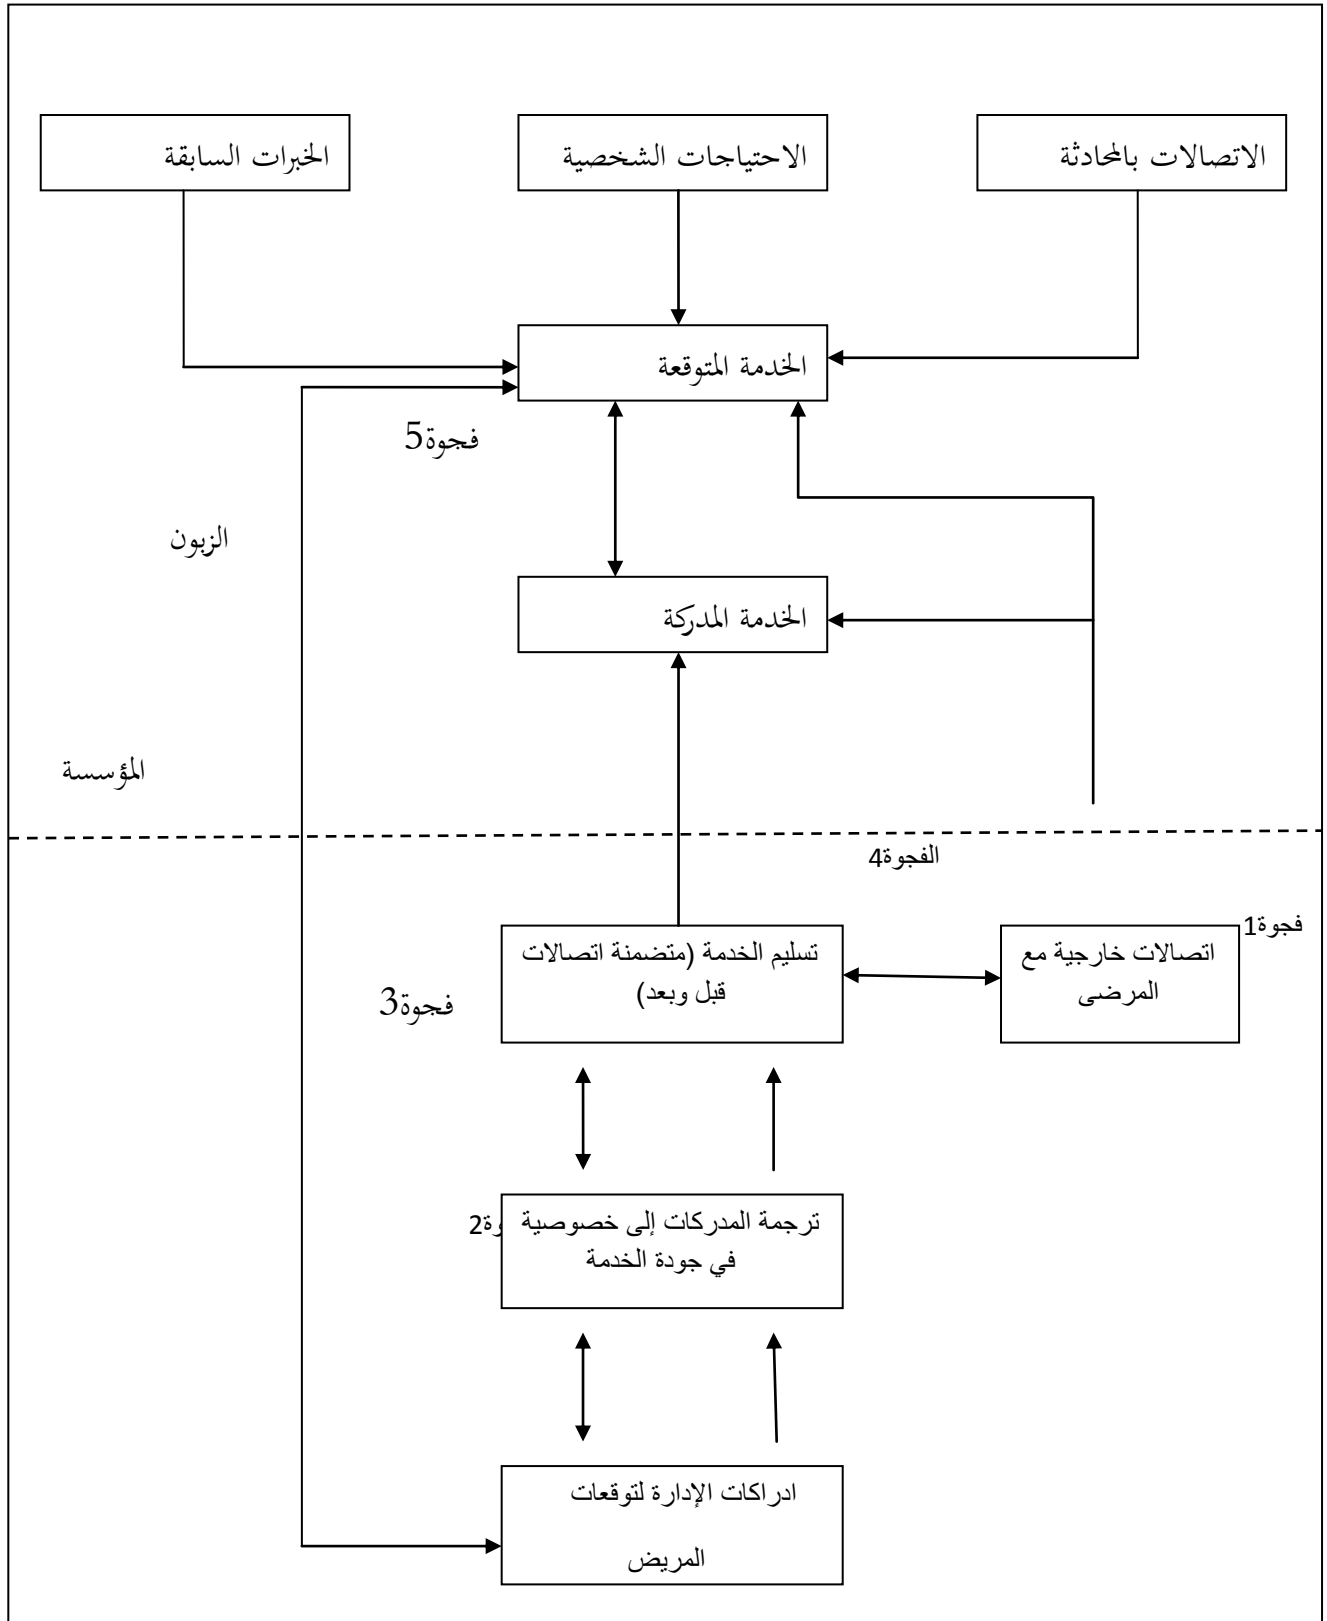 الاتصالات بالمحادثة
الاحتياجات الشخصية
الخبرات السابقة
الخدمة المتوقعة
فجوة5
الزبون
الخدمة المدركة
المؤسسة
الفجوة4
فجوة1
اتصالات خارجية مع
المرضى
تسليم الخدمة (متضمنة اتصالات
قبل وبعد)
فجوة3
ترجمة المدركات إلى خصوصية
في جودة الخدمة
وة2
ادراكات الإدارة لتوقعات
المريض